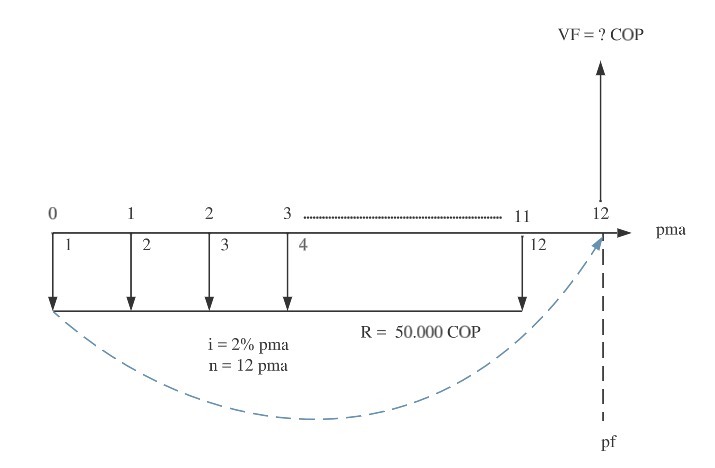 VF = ? COP
0 1 2 3 11 12
pma
1 2 3 4 12
R = 50.000 COP
i = 2% pma
n = 12 pma
pf